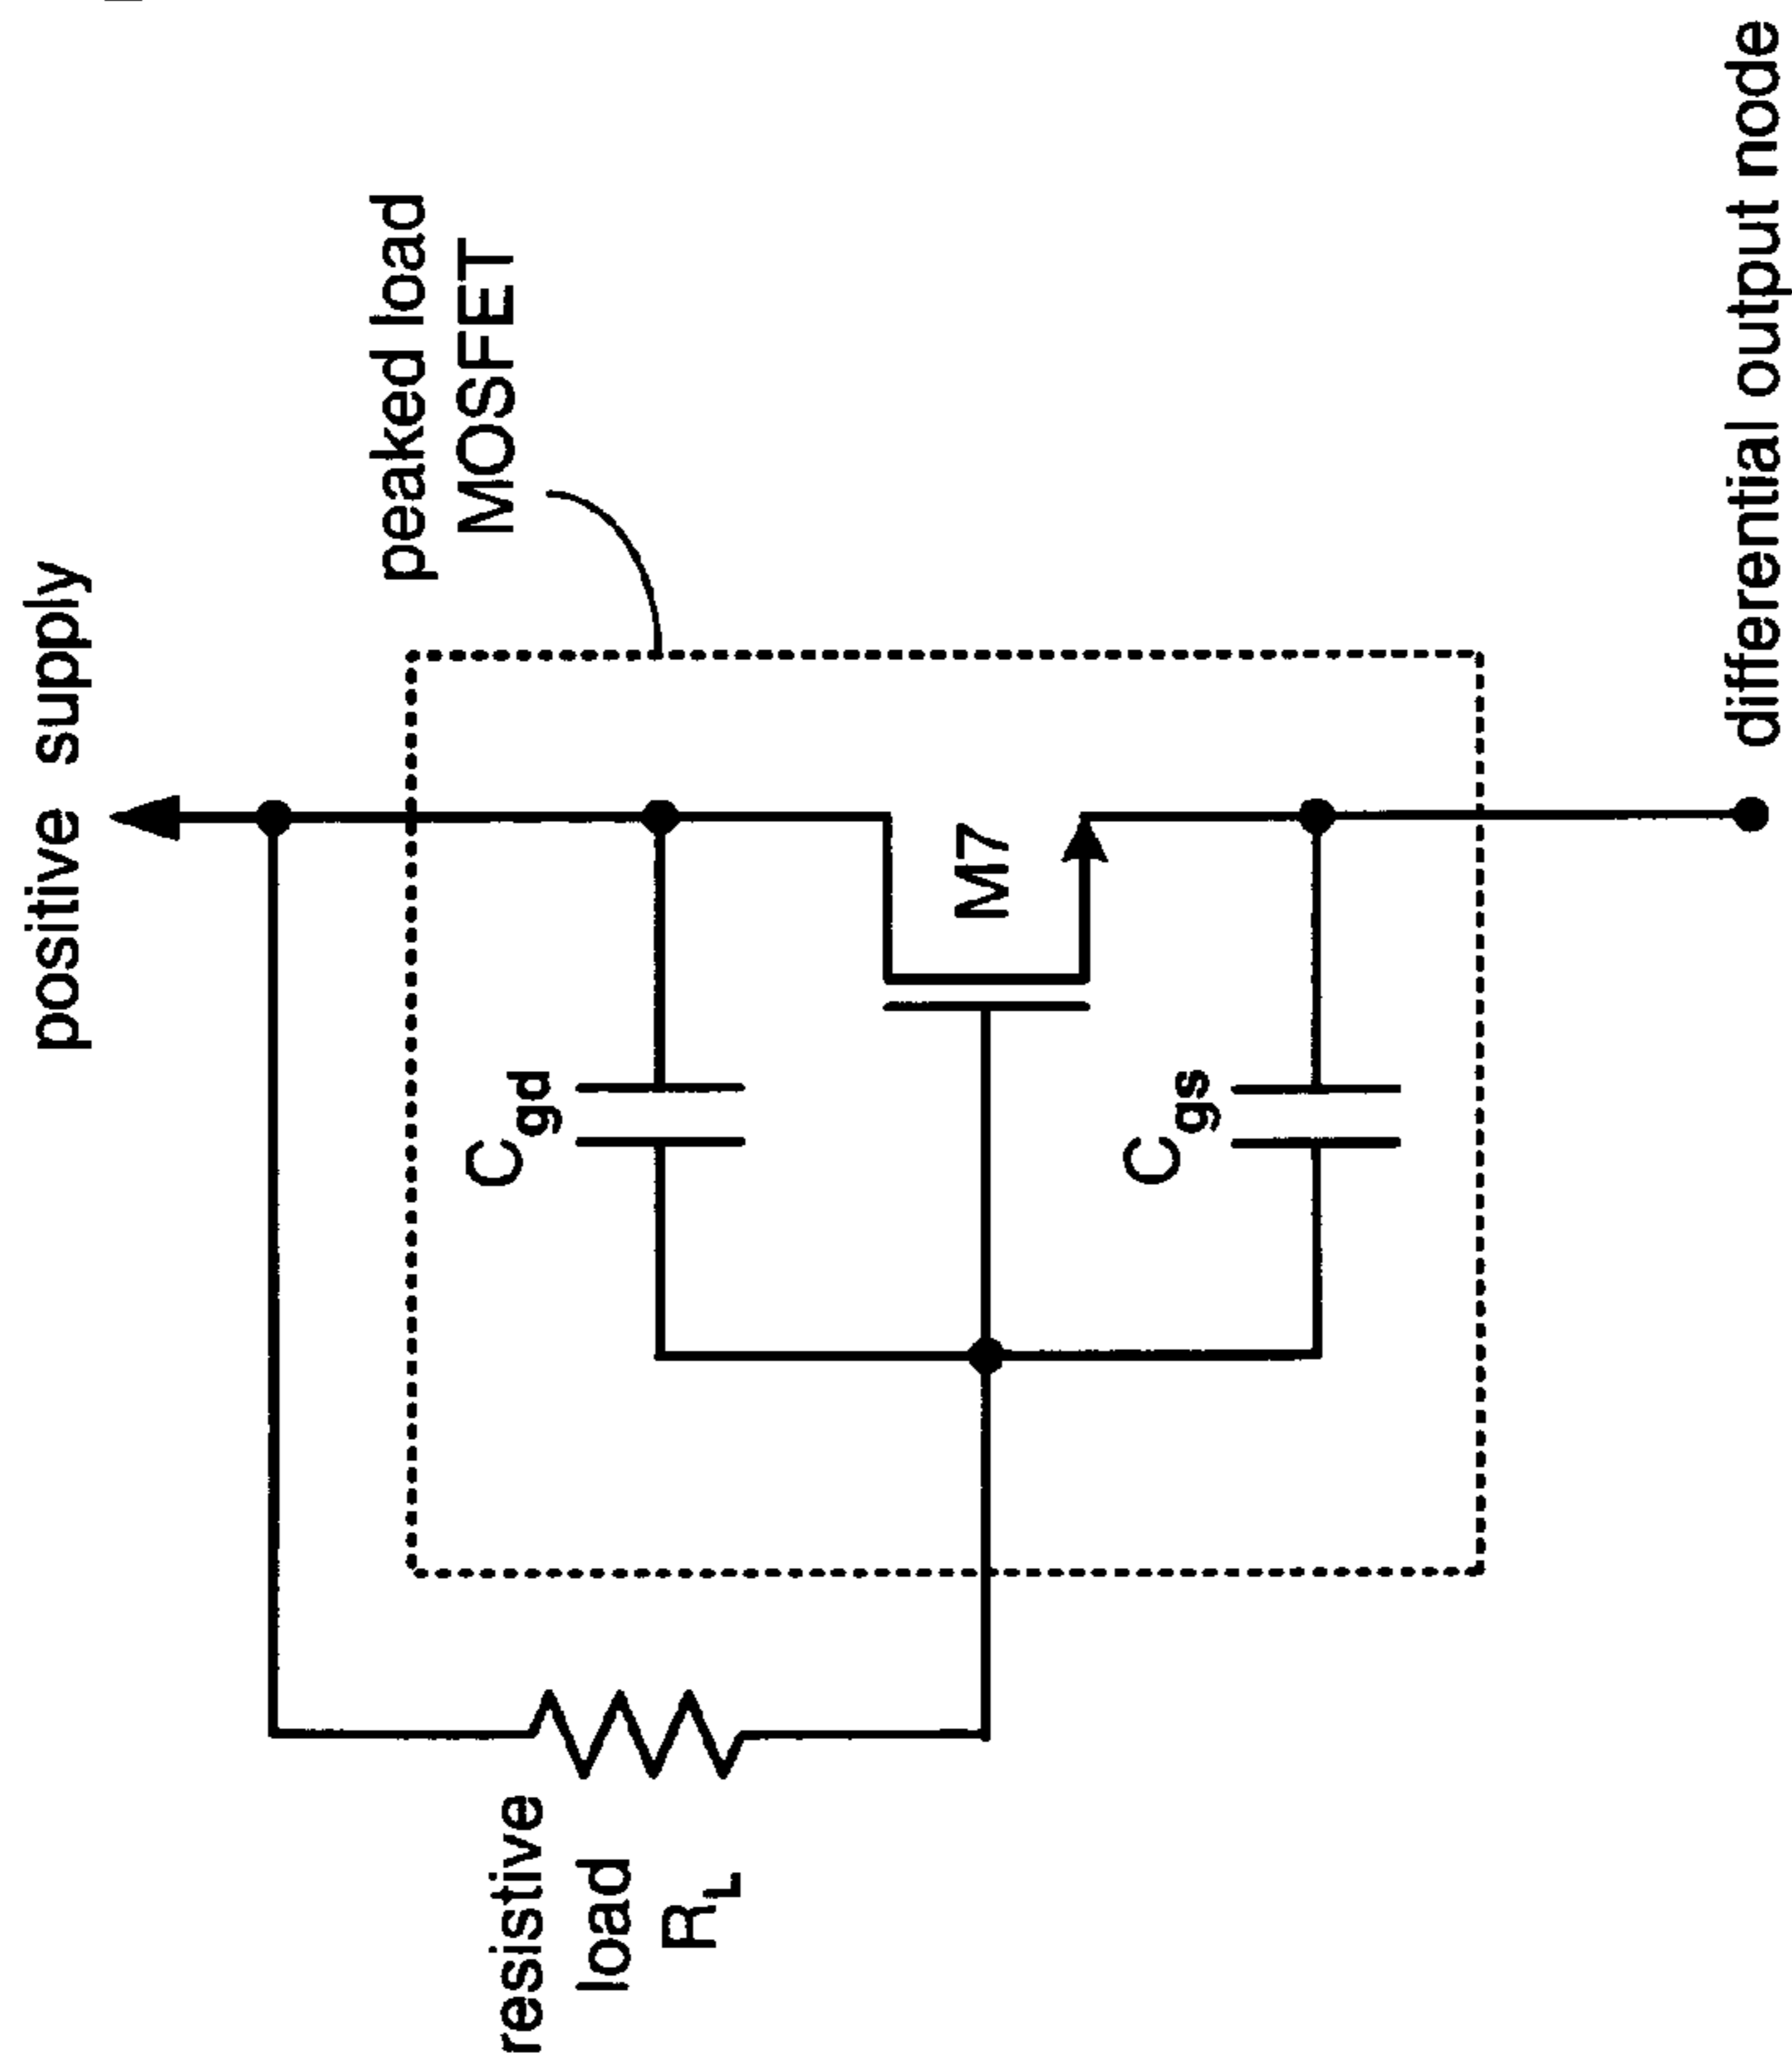 positive supply
peaked load
MOSFET
M7
Cgd
Cgs
resistive
load
RL
differential output node